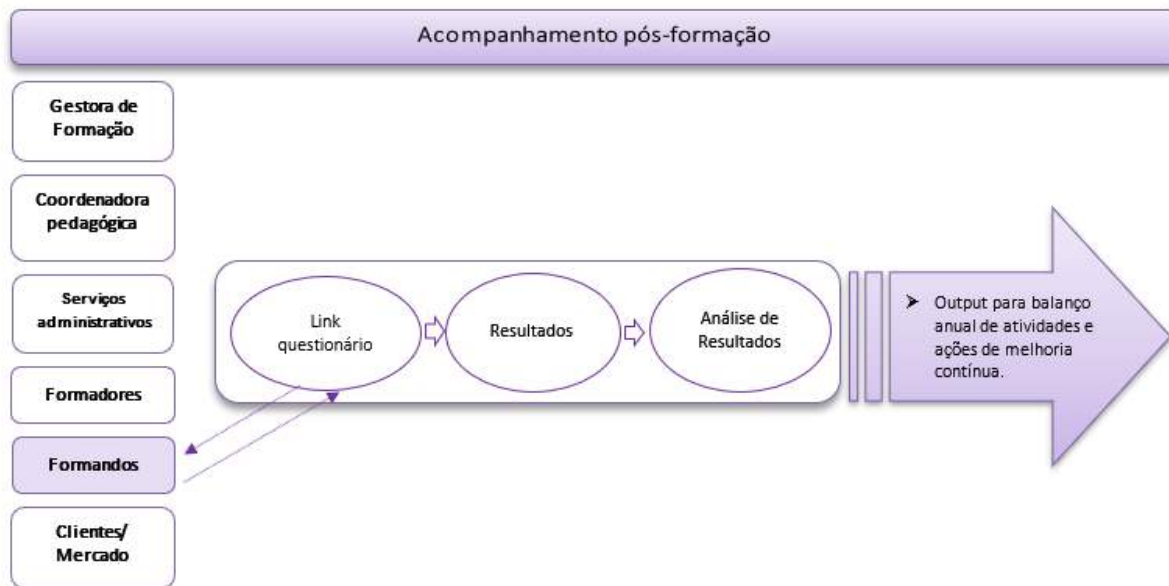 Acompanhamento pós-formação
Gestora de
Formação
Coordenadora
pedagógica
Serviços
administrativos
Formadores
Formandos
Clientes/
Mercado
Link
questionário
Resultados
Análise de
Resultados
➤ Output para balanço
anual de atividades e
ações de melhoria
contínua.